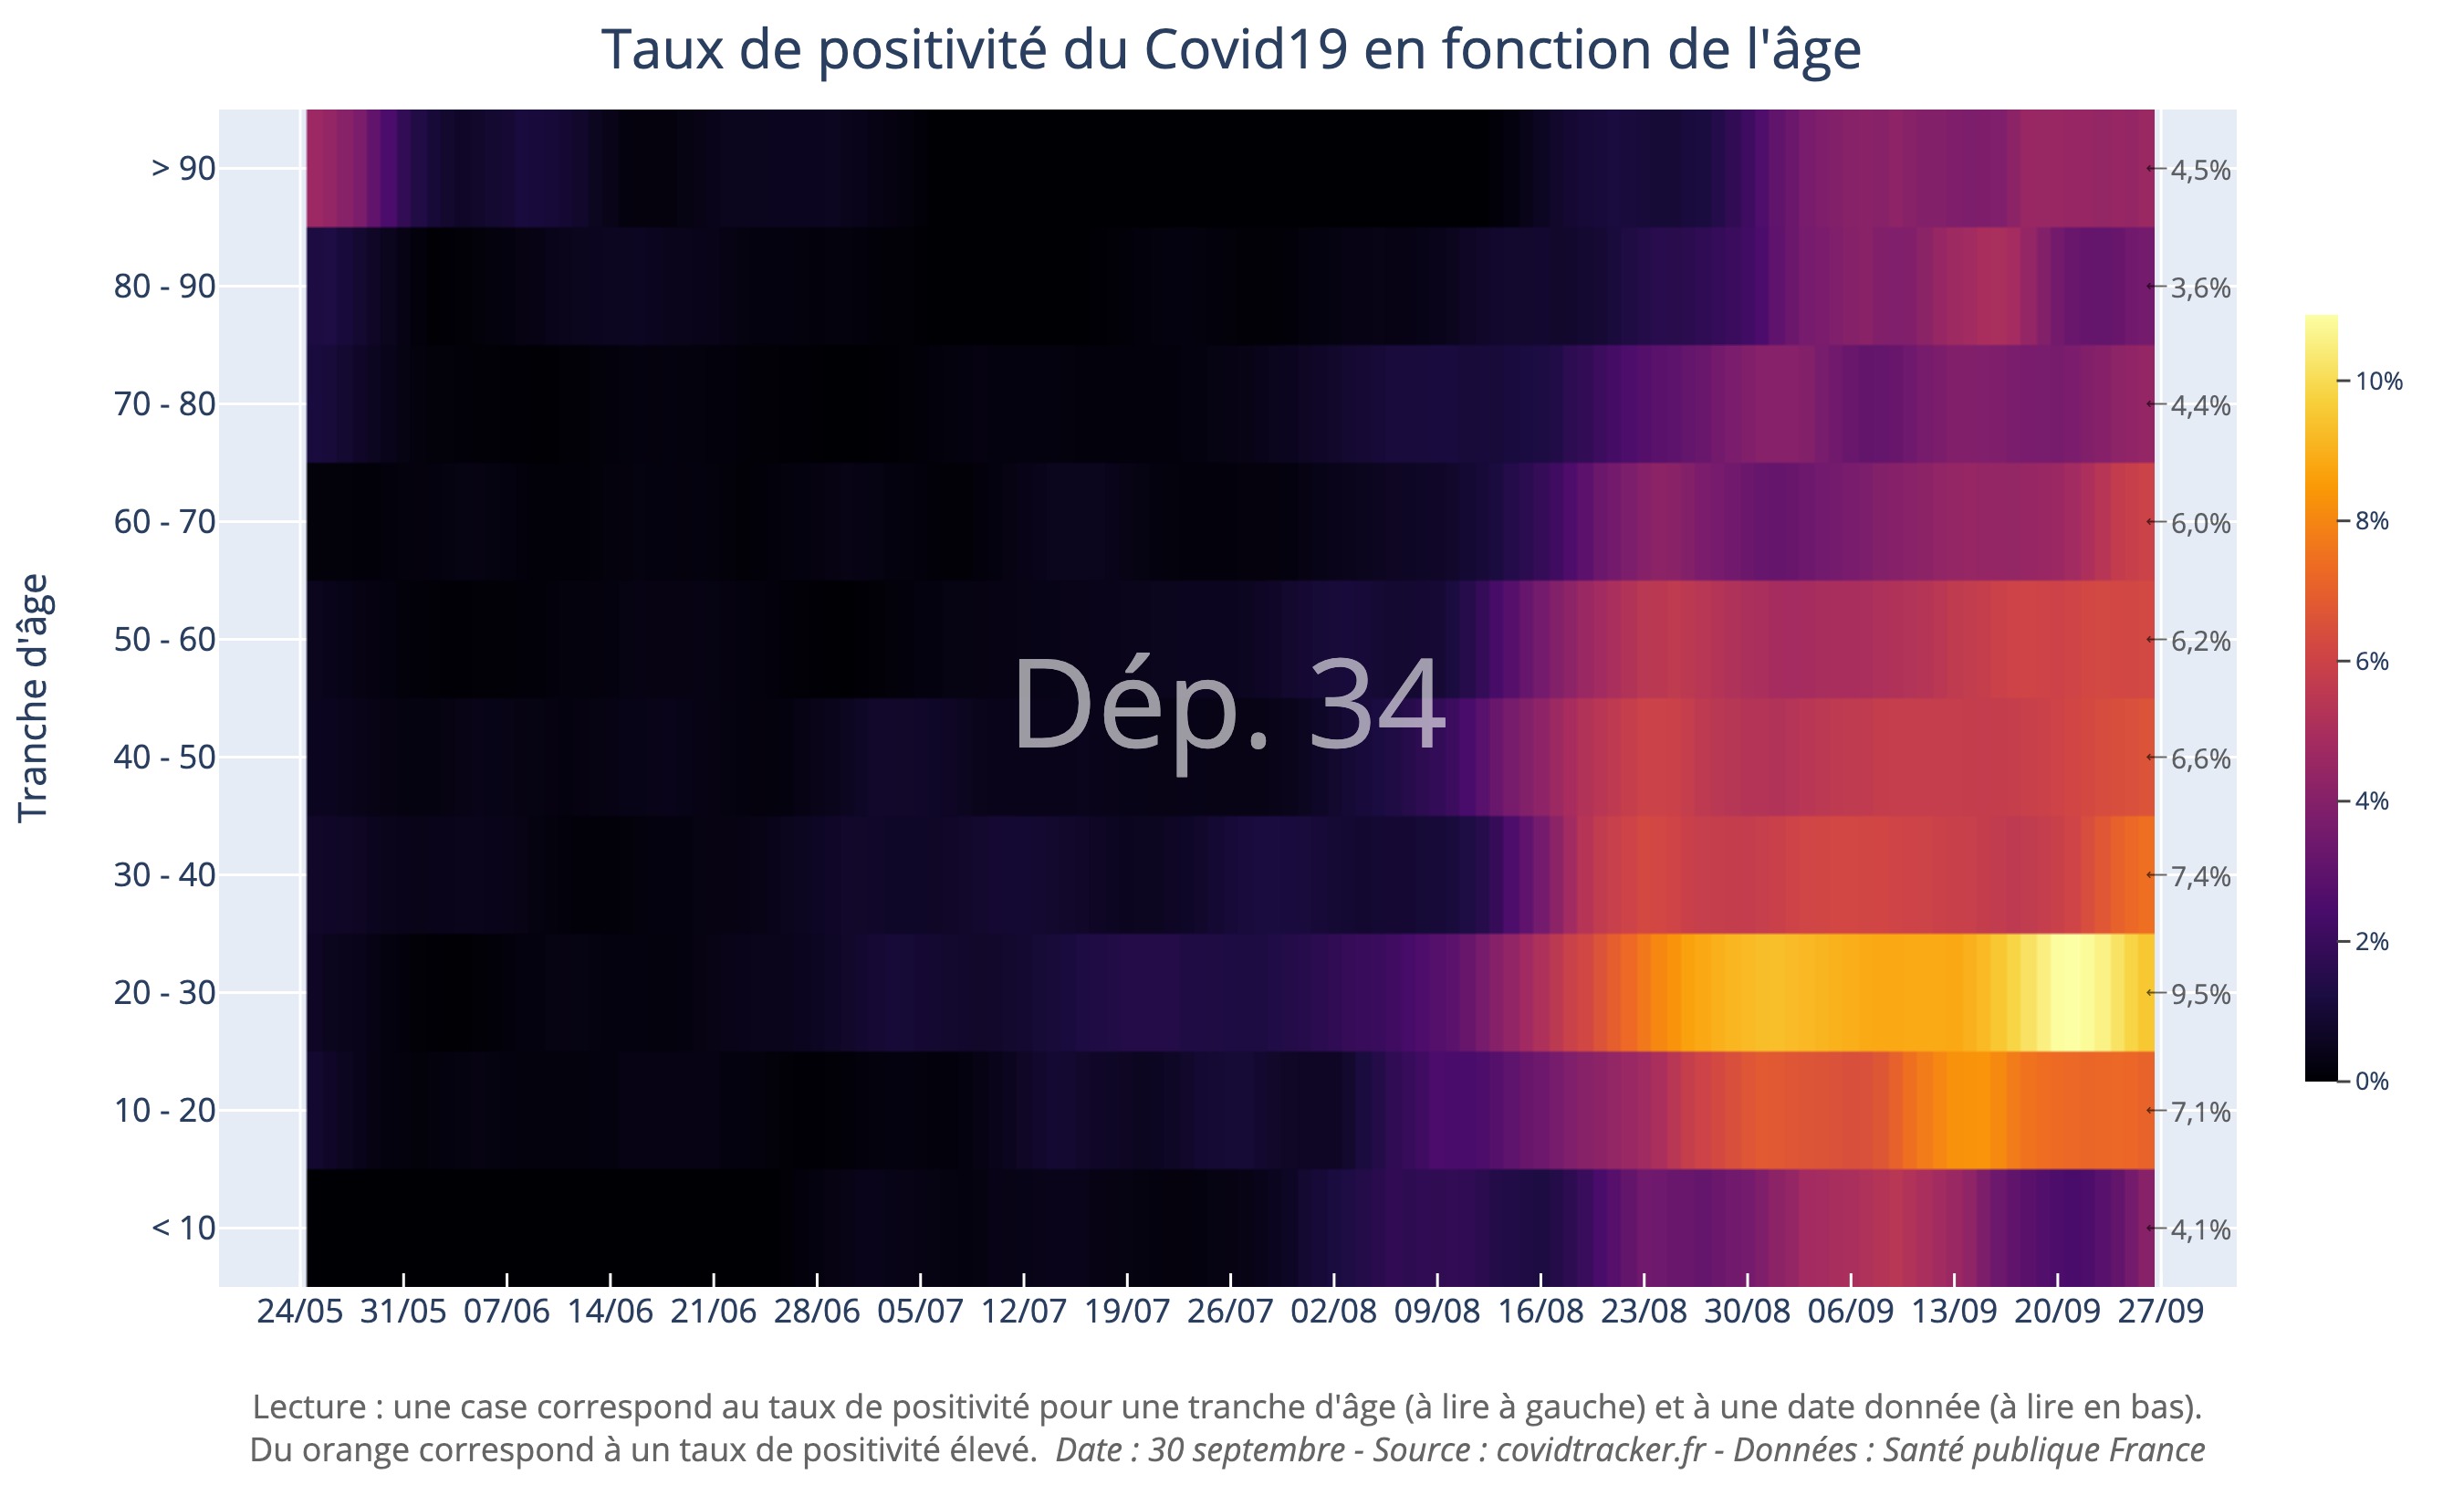 Taux de positivité du Covid19 en fonction de l'âge
Tranche d'âge
> 90
80 - 90
70 - 80
60 - 70
50 - 60
40 - 50
30 - 40
20 - 30
10 - 20
< 10
Dép. 34
4,5%
3,6%
4,4%
6,0%
6,2%
6,6%
7,4%
9,5%
7,1%
4,1%
10%
8%
6%
4%
2%
0%
24/05 31/05 07/06 14/06 21/06 28/06 05/07 12/07 19/07 26/07 02/08 09/08 16/08 23/08 30/08 06/09 13/09 20/09 27/09
Lecture : une case correspond au taux de positivité pour une tranche d'âge (à lire à gauche) et à une date donnée (à lire en bas).
Du orange correspond à un taux de positivité élevé. Date : 30 septembre - Source : covidtracker.fr - Données : Santé publique France